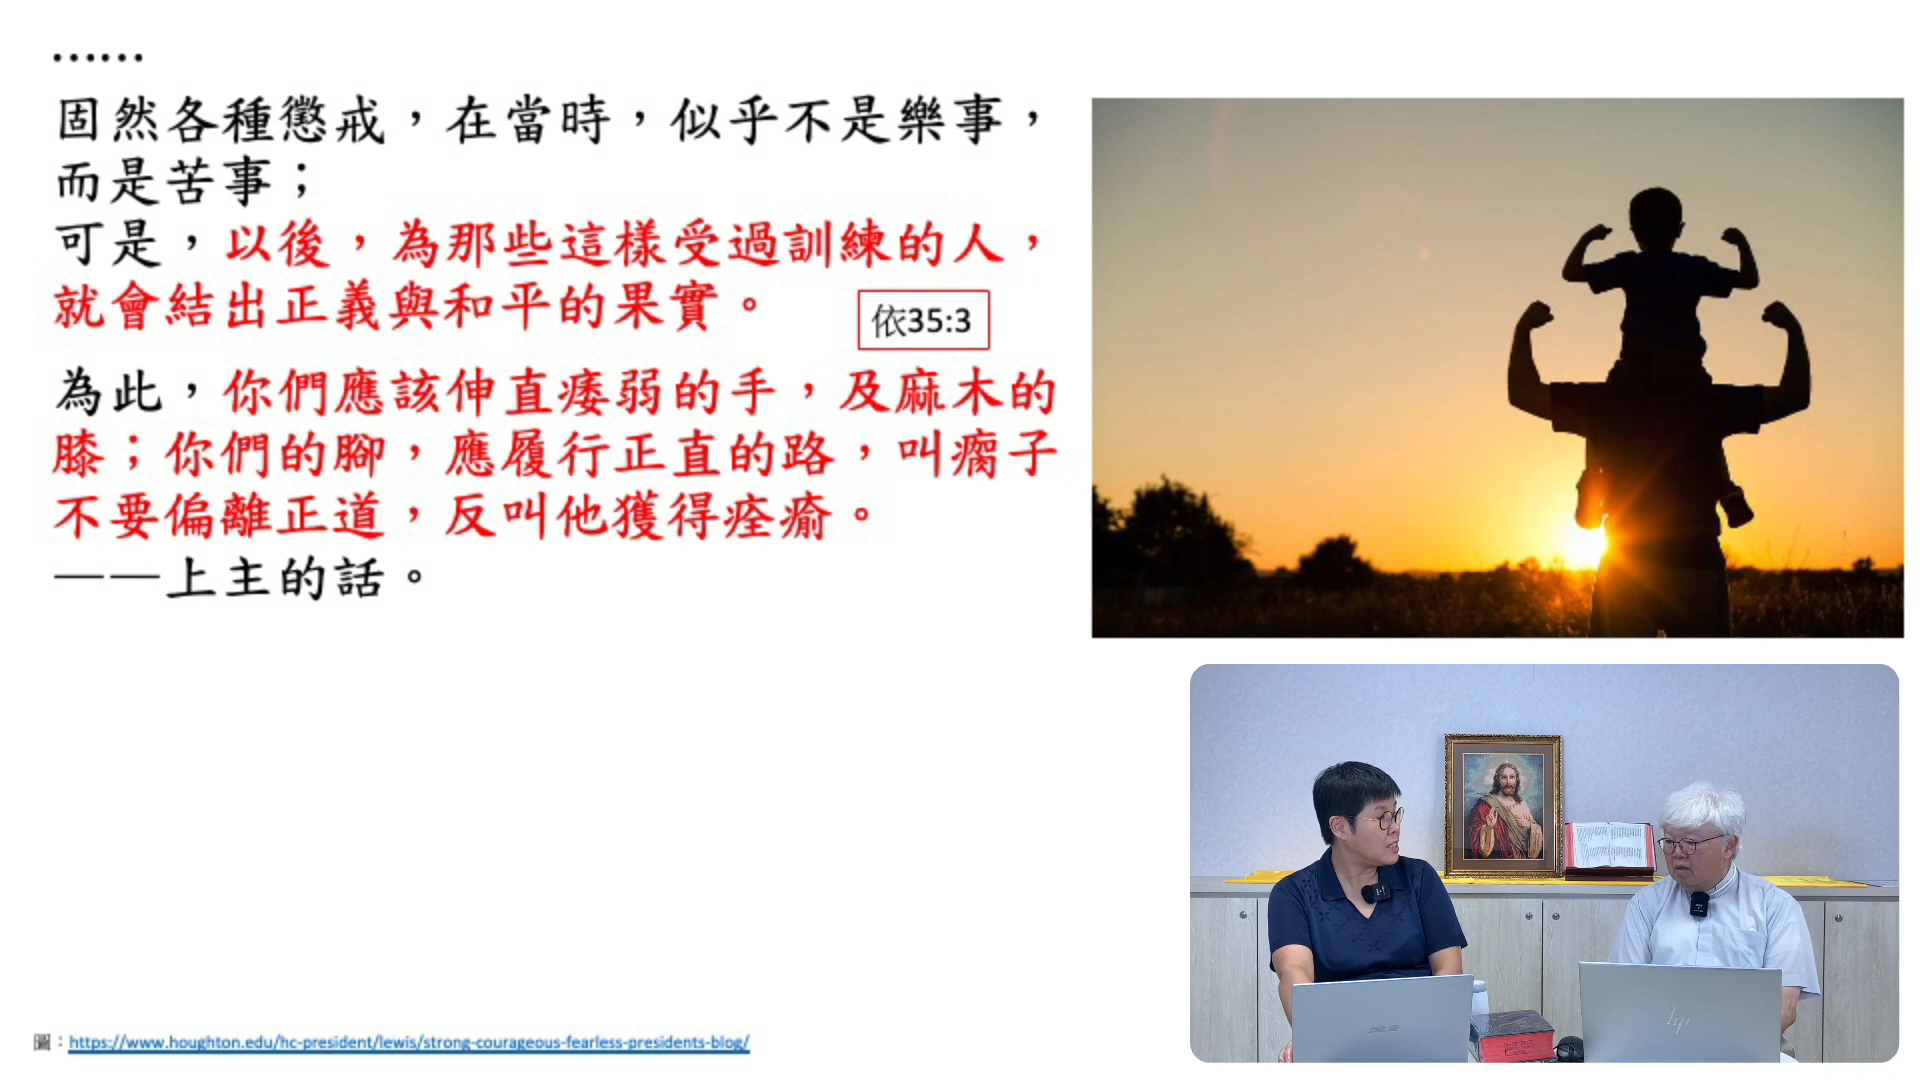 ……
固然各種懲戒，在當時，似乎不是樂事，
而是苦事；
可是，以後，為那些這樣受過訓練的人，
就會結出正義與和平的果實。
依35:3
為此，你們應該伸直痿弱的手，及麻木的
膝；你們的腳，應履行正直的路，叫瘸子
不要偏離正道，反叫他獲得痊癒。
——上主的話。
圖：https://www.houghton.edu/hc-president/lewis/strong-courageous-fearless-presidents-blog/
hp